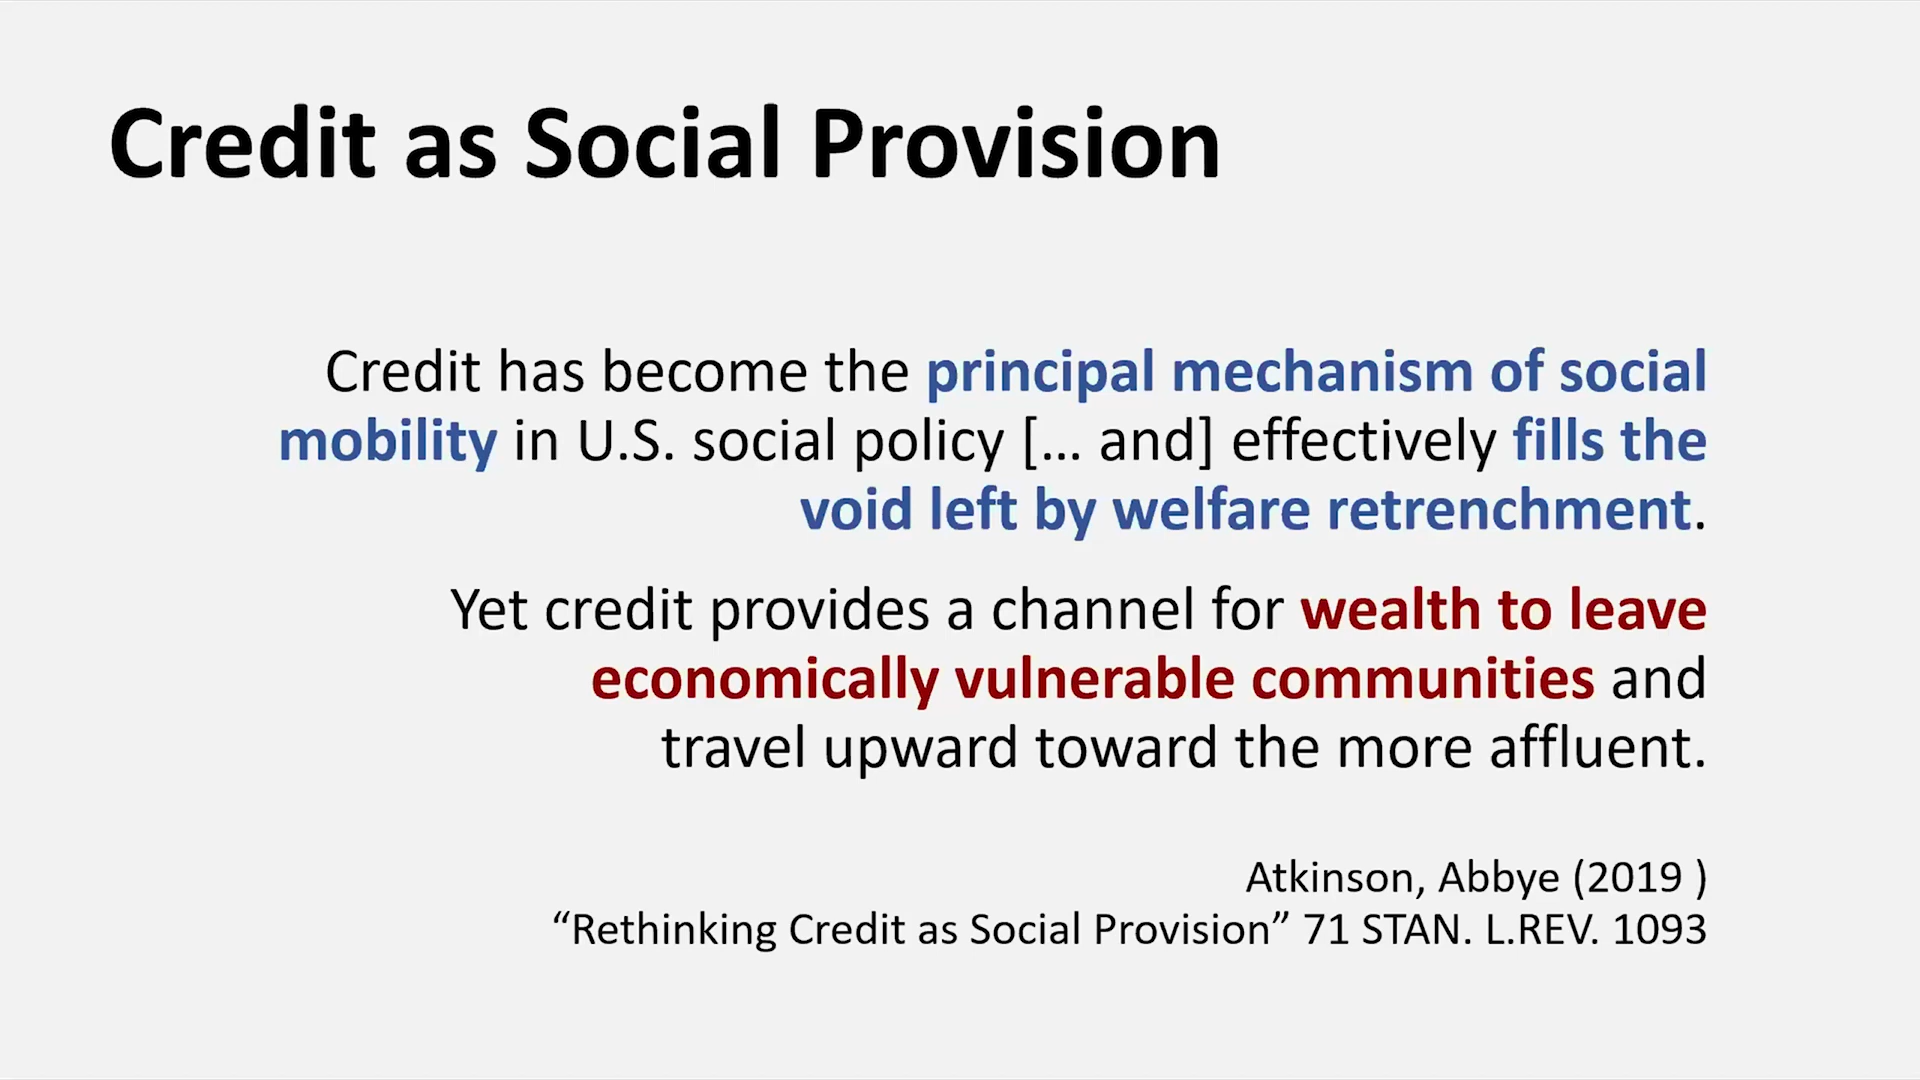 Credit as Social Provision
Credit has become the principal mechanism of social
mobility in U.S. social policy [… and] effectively fills the
void left by welfare retrenchment.
Yet credit provides a channel for wealth to leave
economically vulnerable communities and
travel upward toward the more affluent.
Atkinson, Abbye (2019 )
“Rethinking Credit as Social Provision” 71 STAN. L.REV. 1093